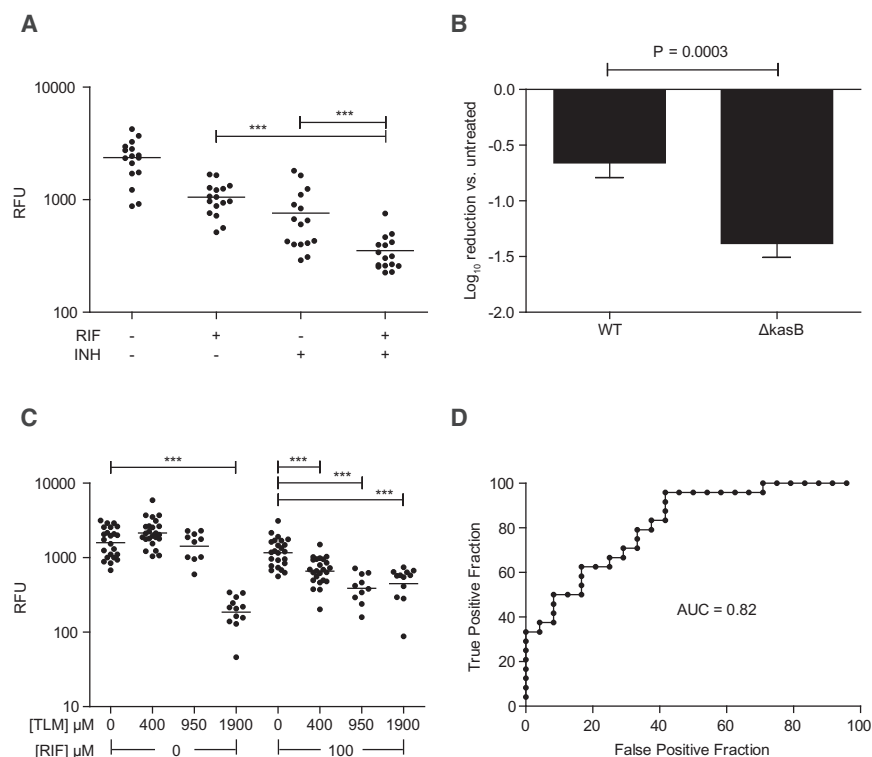 A
10000
1000
100
RFU
***
***
RIF - + - +
INH - - + +
B
P = 0.0003
0.0
-0.5
-1.0
-1.5
-2.0
Log10 reduction vs. untreated
WT ΔkasB
C
***
***
***
***
10000
1000
100
10
RFU
[TLM] µM 0 400 950 1900 0 400 950 1900
[RIF] µM 0 100
D
100
80
60
40
20
0
True Positive Fraction
AUC = 0.82
0 20 40 60 80 100
False Positive Fraction